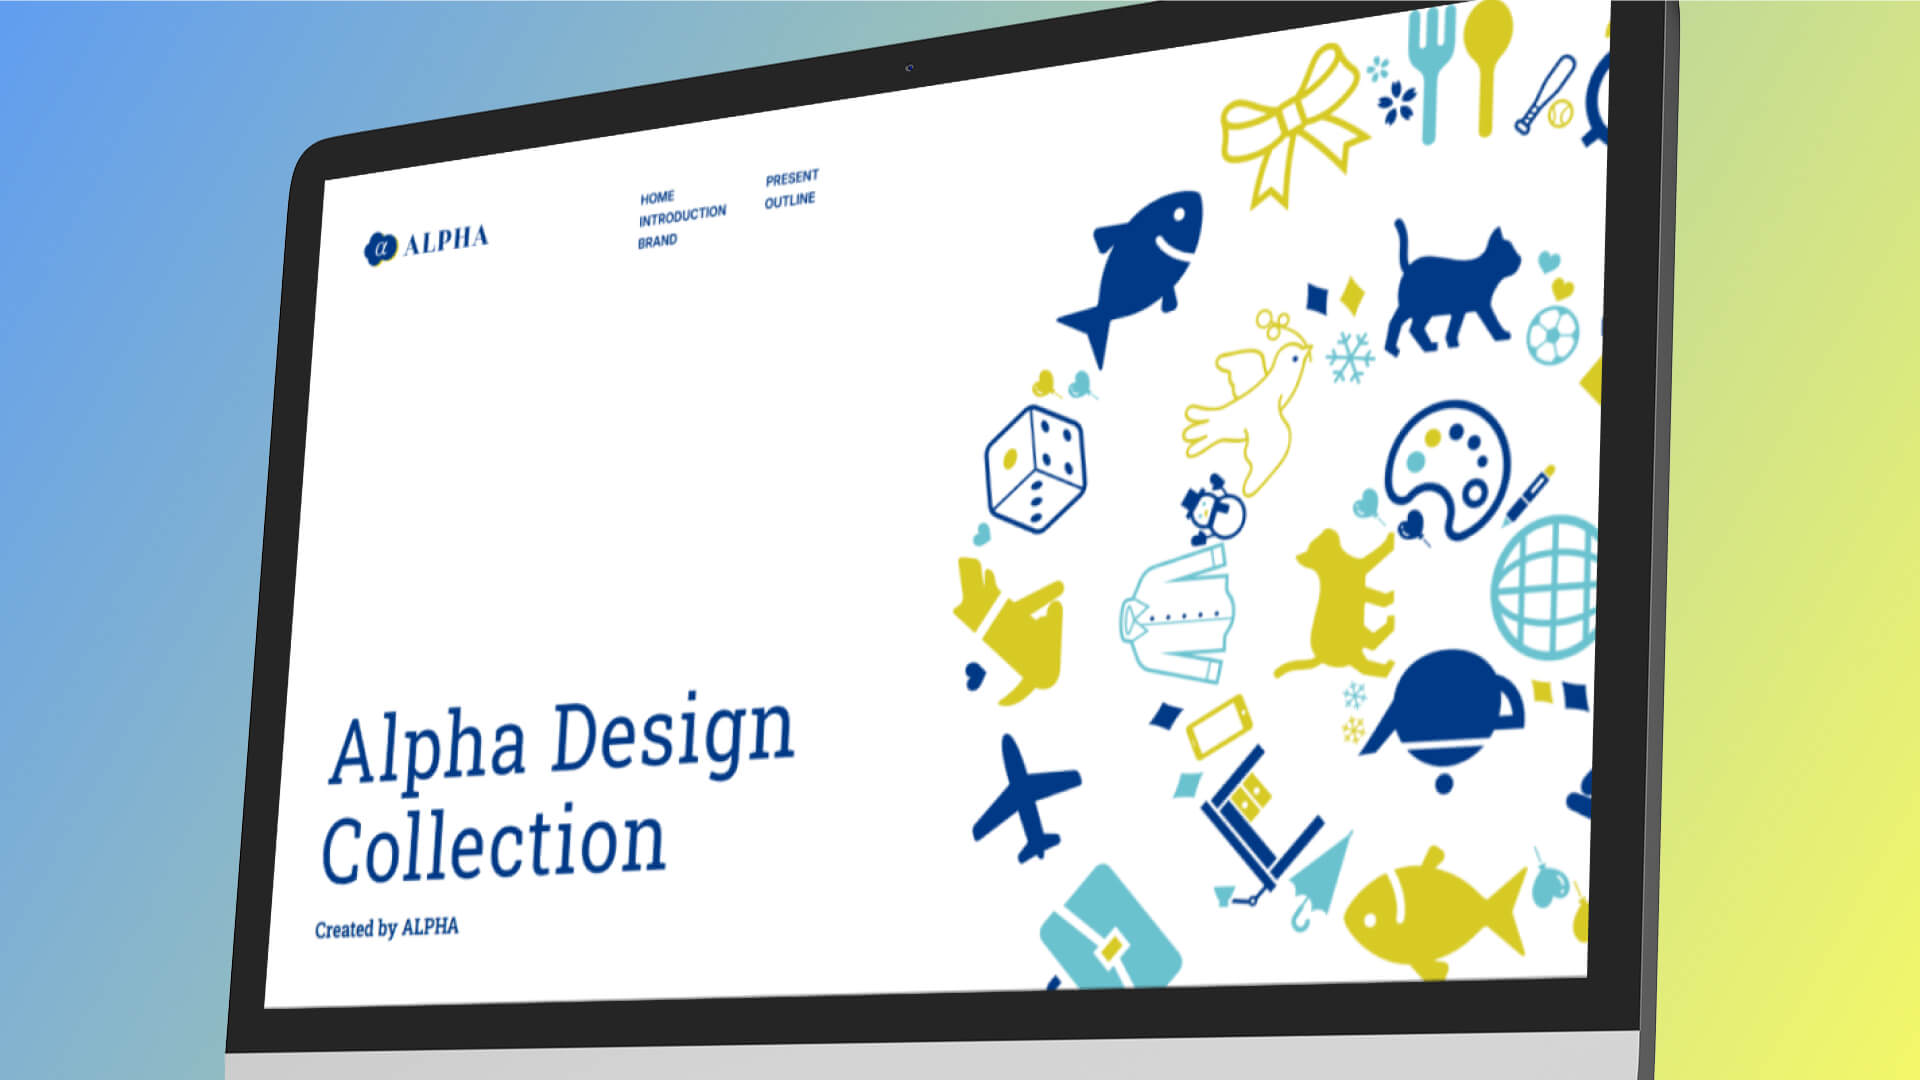 α ALPHA
HOME
INTRODUCTION
BRAND
PRESENT
OUTLINE
Alpha Design
Collection
Created by ALPHA